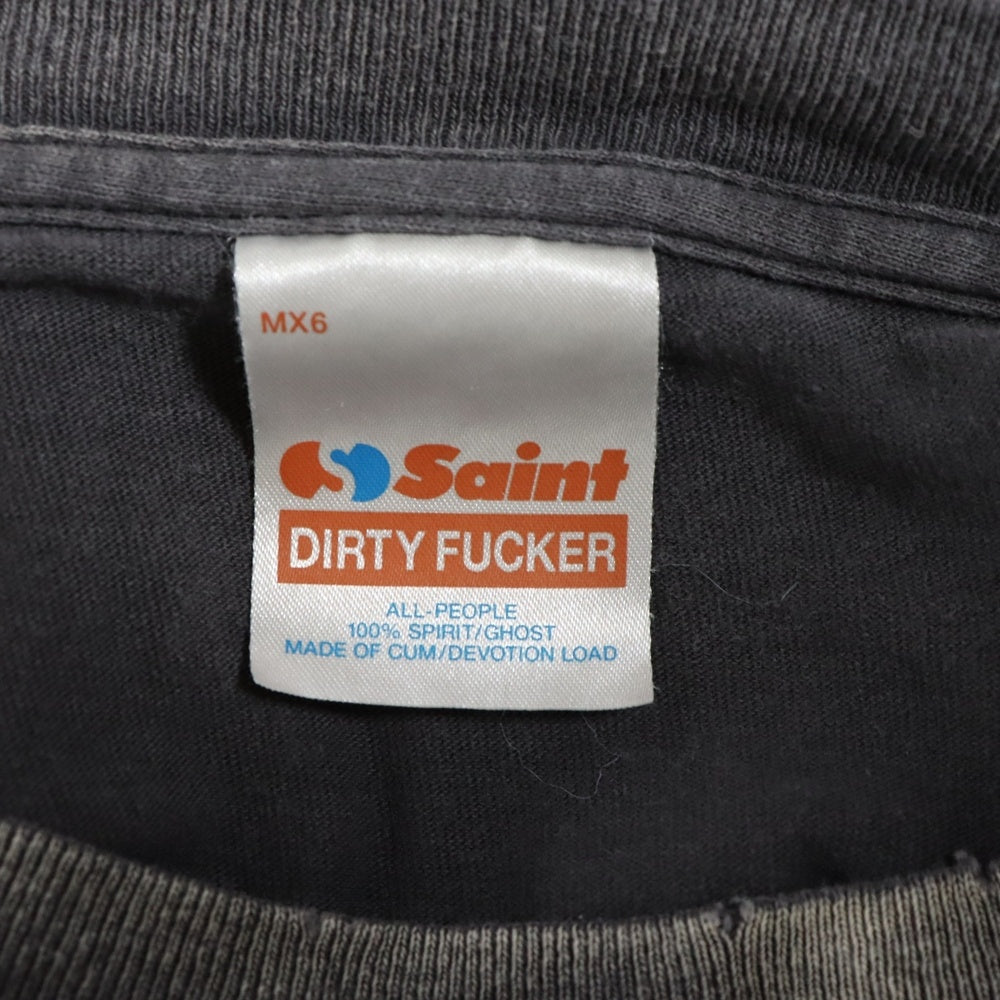 MX6
Saint
DIRTY FUCKER
ALL-PEOPLE
100% SPIRIT/GHOST
MADE OF CUM/DEVOTION LOAD